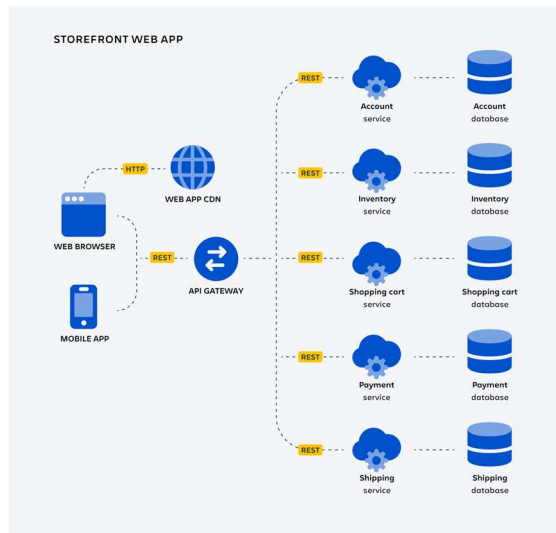 STOREFRONT WEB APP
REST
Account
service
Account
database
HTTP
WEB APP CDN
REST
Inventory
service
Inventory
database
WEB BROWSER
REST
API GATEWAY
REST
Shopping cart
service
Shopping cart
database
MOBILE APP
REST
Payment
service
Payment
database
REST
Shipping
service
Shipping
database